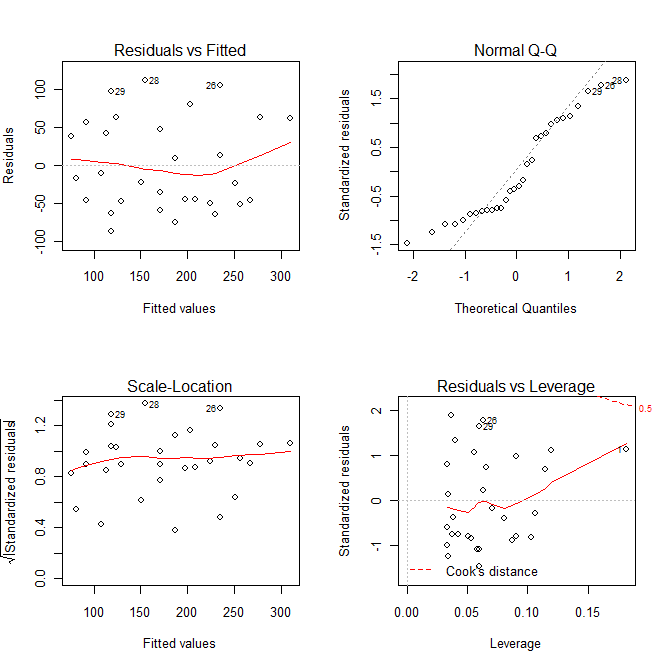 Residuals vs Fitted
Residuals
100
50
0
-50
-100
28
26
29
100 150 200 250 300
Fitted values
Normal Q-Q
Standardized residuals
1.5
0.5
-0.5
-1.5
28
26
29
-2 -1 0 1 2
Theoretical Quantiles
Scale-Location
√|Standardized residuals|
1.2
0.8
0.4
0.0
28
26
29
100 150 200 250 300
Fitted values
Residuals vs Leverage
Standardized residuals
2
1
0
-1
0.5
26
29
1
Cook's distance
0.00 0.05 0.10 0.15
Leverage